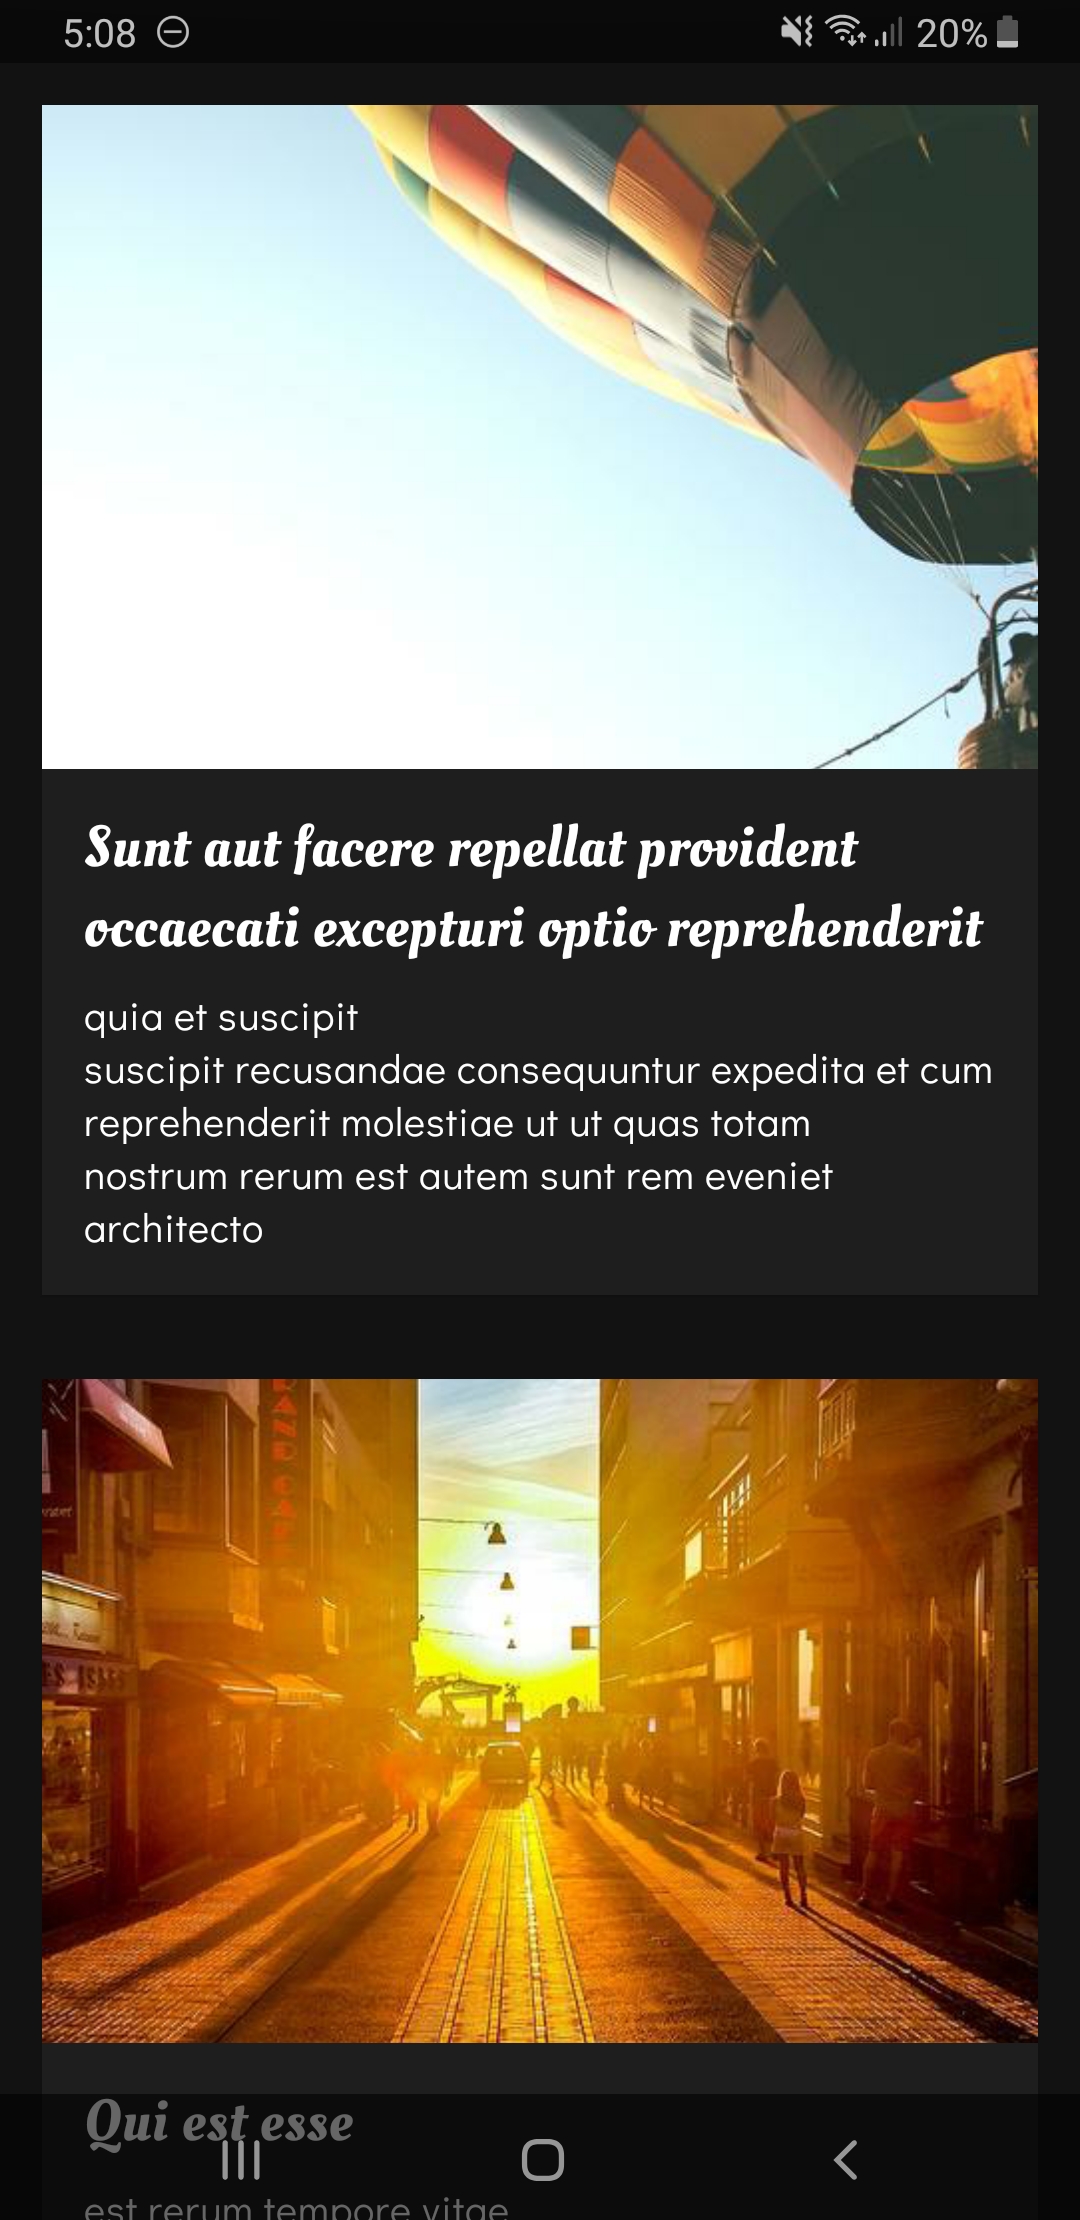 5:08
20%
Sunt aut facere repellat provident
occaecati excepturi optio reprehenderit
quia et suscipit
suscipit recusandae consequuntur expedita et cum
reprehenderit molestiae ut ut quas totam
nostrum rerum est autem sunt rem eveniet
architecto
RAND CAFE
Qui est esse
est rerum tempore vitae